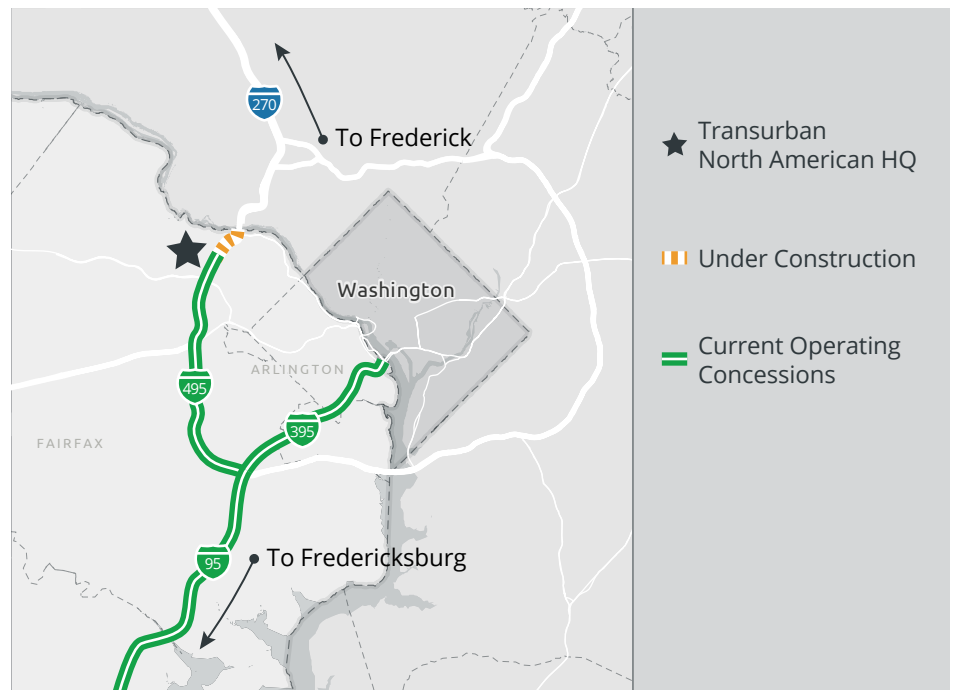 270
To Frederick
Washington
ARLINGTON
495
395
FAIRFAX
95
To Fredericksburg
Transurban
North American HQ
Under Construction
Current Operating
Concessions